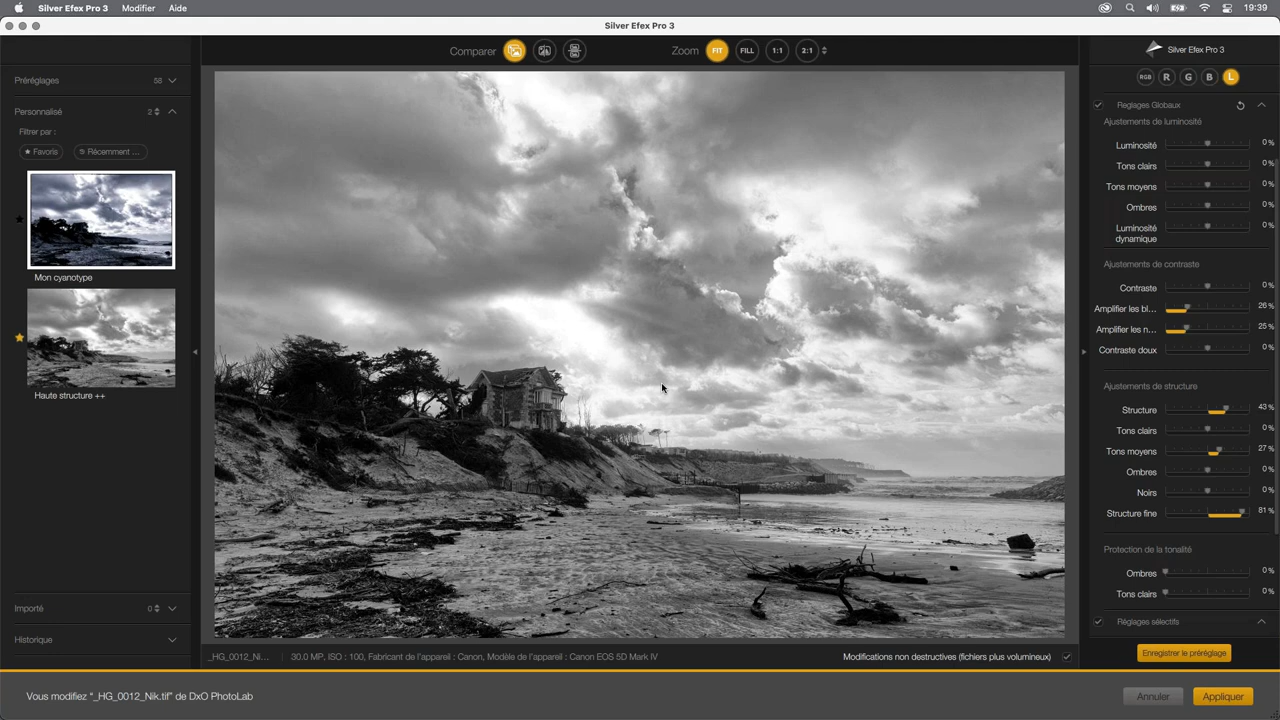 Silver Efex Pro 3 Modifier Aide 19:39
Silver Efex Pro 3
Comparer Zoom FIT FILL 1:1 2:1
Silver Efex Pro 3
Préréglages 58
RGB R G B L
Personnalisé 2
Filtrer par :
Favoris Récemment ...
Mon cyanotype
Haute structure ++
Importé 0
Historique
Reglages Globaux
Ajustements de luminosité
Luminosité 0 %
Tons clairs 0 %
Tons moyens 0 %
Ombres 0 %
Luminosité 0 %
dynamique
Ajustements de contraste
Contraste 0 %
Amplifier les bl... 26 %
Amplifier les n... 25 %
Contraste doux 0 %
Ajustements de structure
Structure 43 %
Tons clairs 0 %
Tons moyens 27 %
Ombres 0 %
Noirs 0 %
Structure fine 81 %
Protection de la tonalité
Ombres 0 %
Tons clairs 0 %
Réglages sélectifs
Enregistrer le préréglage
_HG_0012_Ni... 30.0 MP, ISO : 100, Fabricant de l'appareil : Canon, Modèle de l'appareil : Canon EOS 5D Mark IV Modifications non destructives (fichiers plus volumineux)
Vous modifiez "_HG_0012_Nik.tif" de DxO PhotoLab
Annuler Appliquer